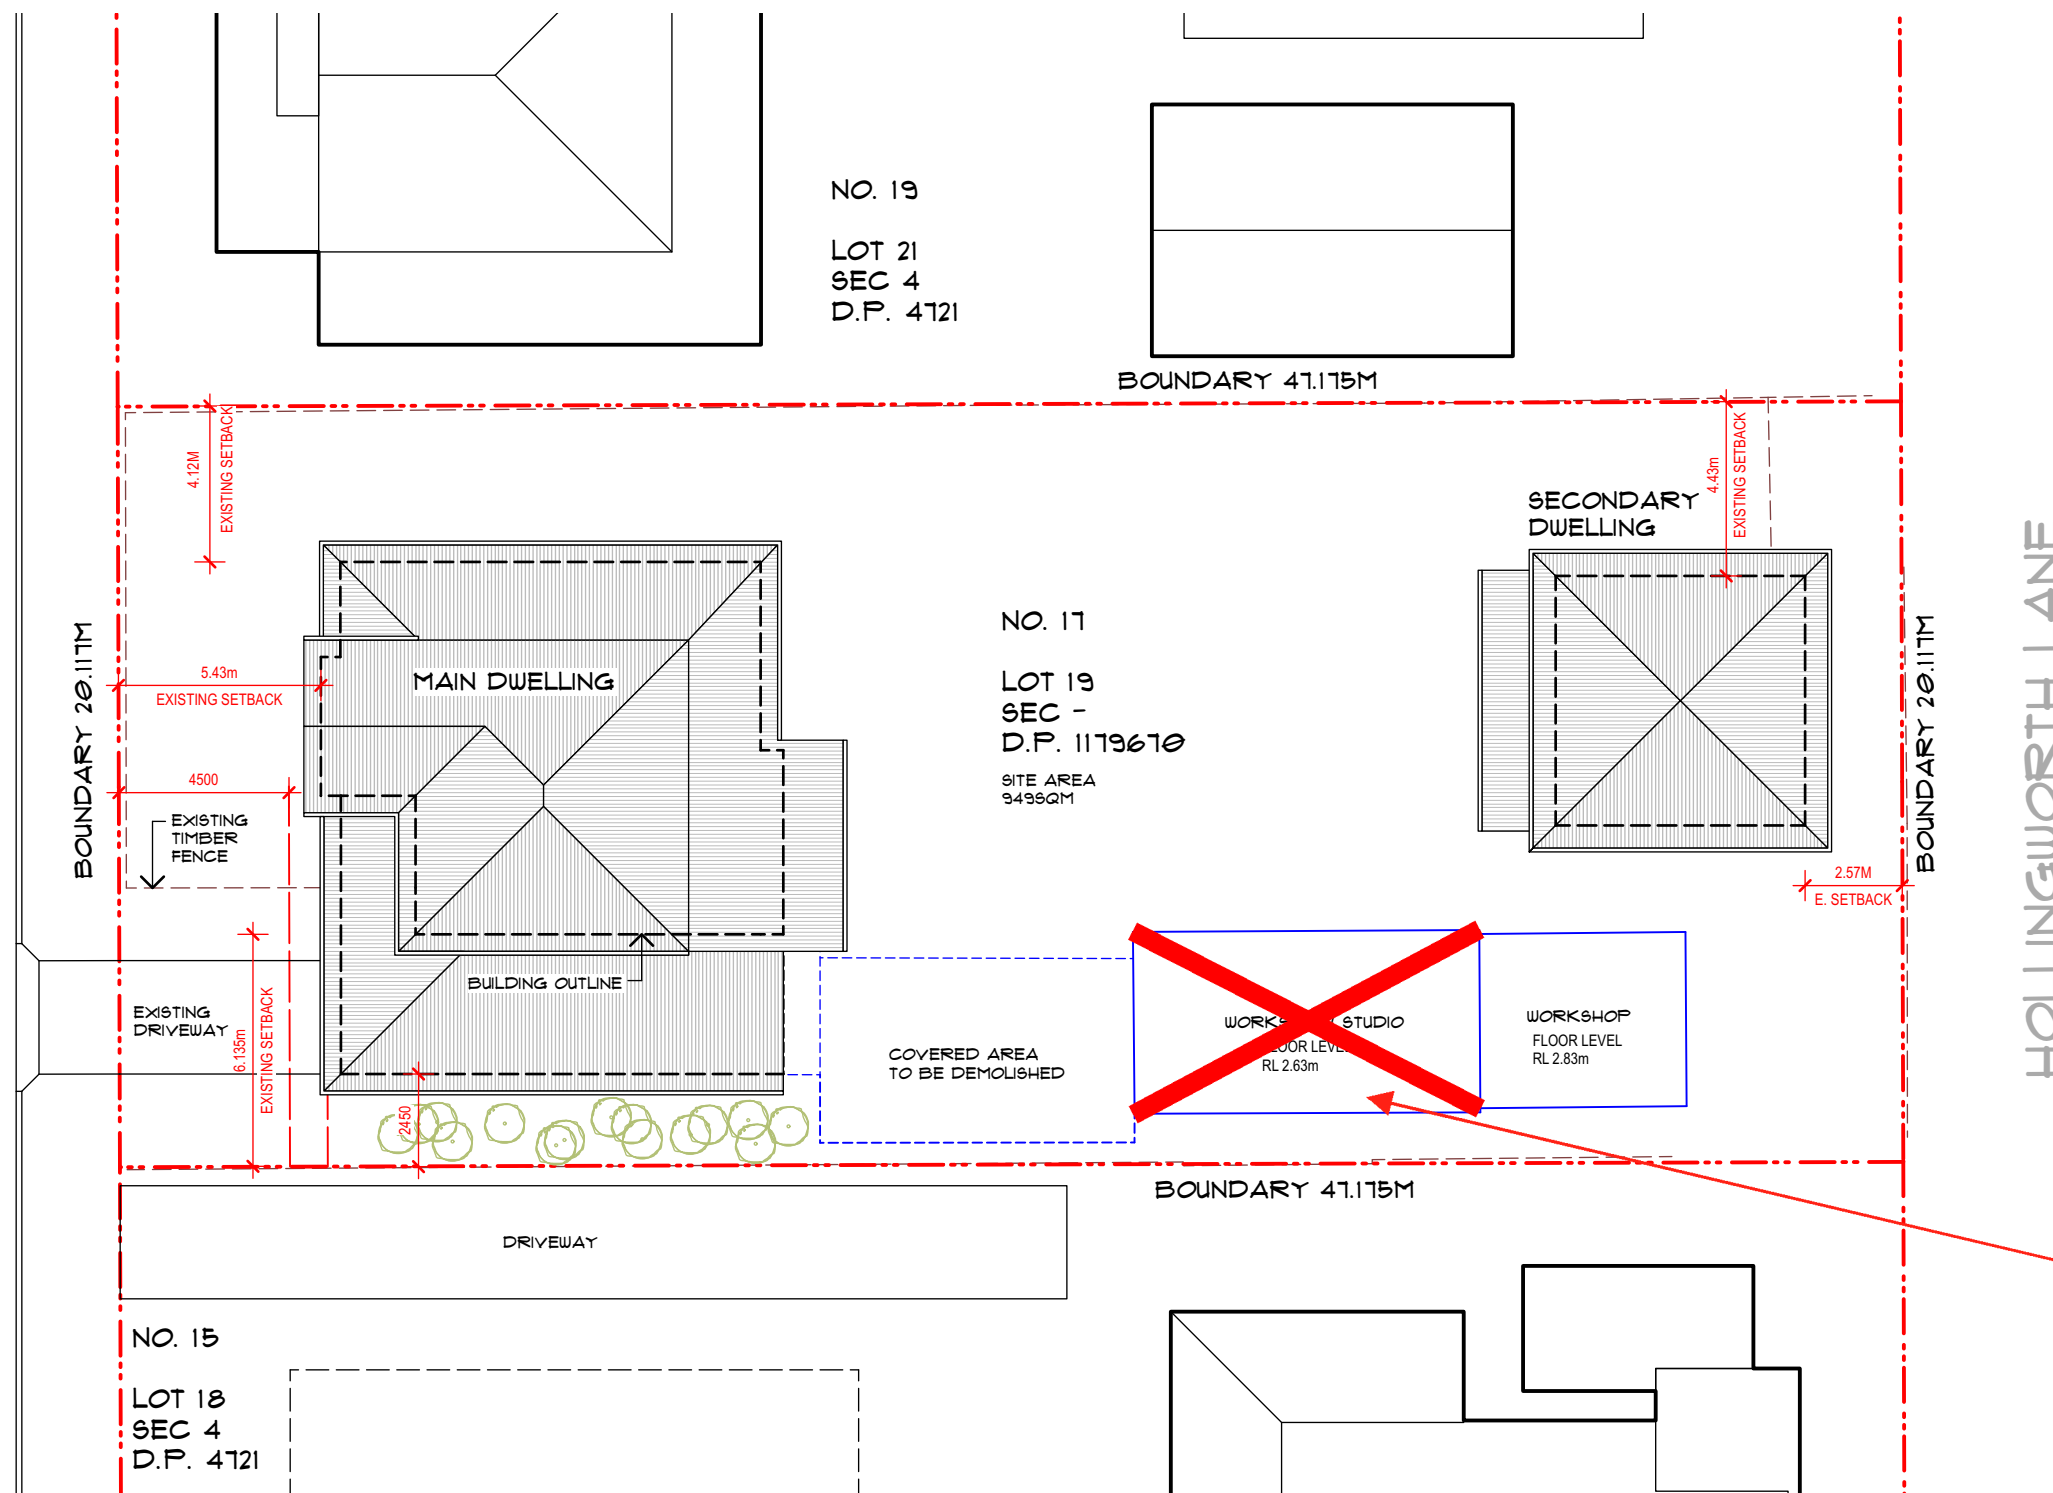 NO. 19
LOT 21
SEC 4
D.P. 4721
BOUNDARY 47.175M
4.12M
EXISTING SETBACK
4.43m
EXISTING SETBACK
SECONDARY
DWELLING
BOUNDARY 20.117M
5.43m
EXISTING SETBACK
MAIN DWELLING
NO. 17
LOT 19
SEC -
D.P. 1179670
SITE AREA
949SQM
BOUNDARY 20.117M
HOLLINGWORTH LANE
4500
EXISTING
TIMBER
FENCE
2.57M
E. SETBACK
BUILDING OUTLINE
EXISTING
DRIVEWAY
6.135m
EXISTING SETBACK
2450
COVERED AREA
TO BE DEMOLISHED
STUDIO
RL 2.63m
WORKSHOP
FLOOR LEVEL
RL 2.83m
BOUNDARY 47.175M
DRIVEWAY
NO. 15
LOT 18
SEC 4
D.P. 4721